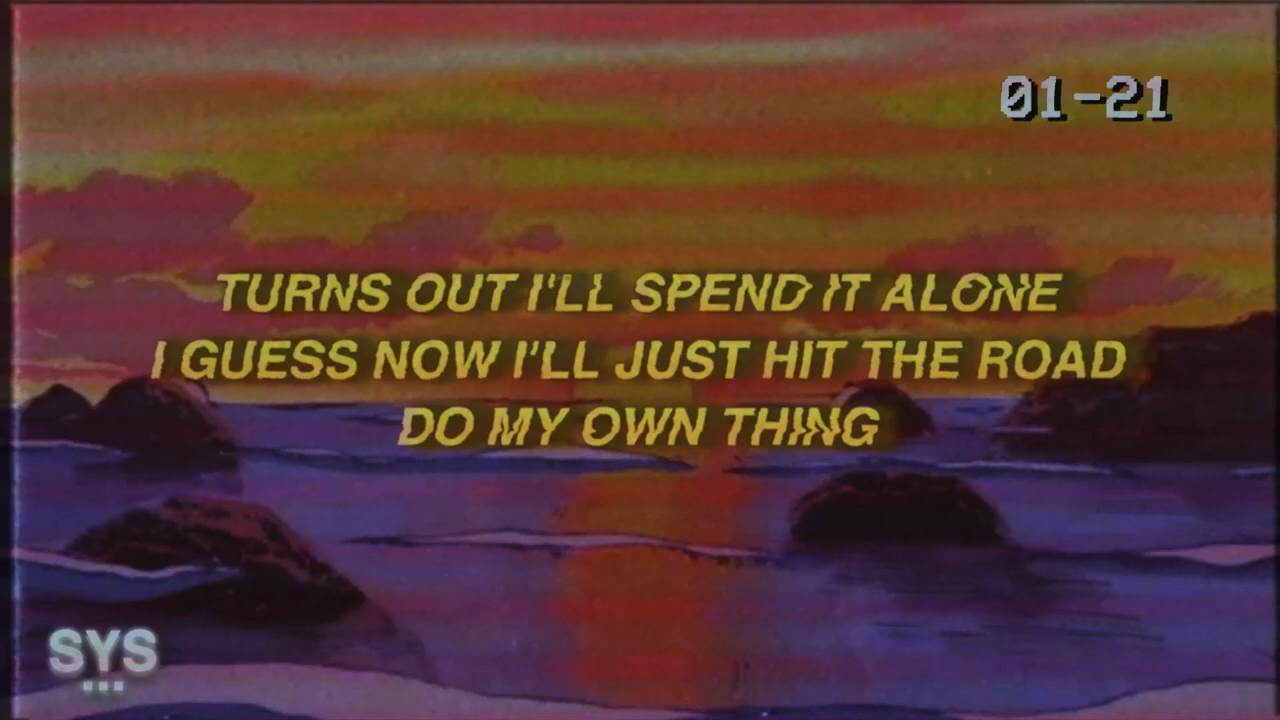 01-21
TURNS OUT I'LL SPEND IT ALONE
I GUESS NOW I'LL JUST HIT THE ROAD
DO MY OWN THING
SYS